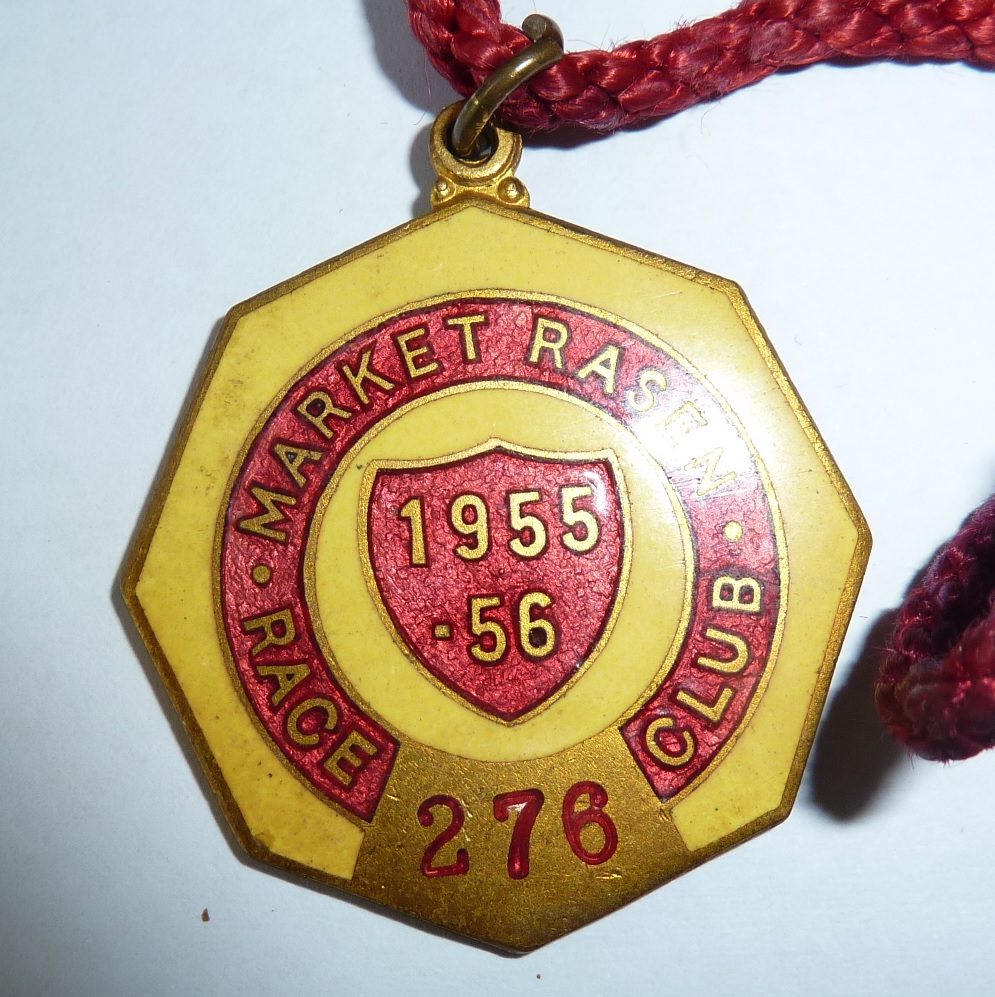 MARKET RASEN
RACE CLUB
1955
-56
276